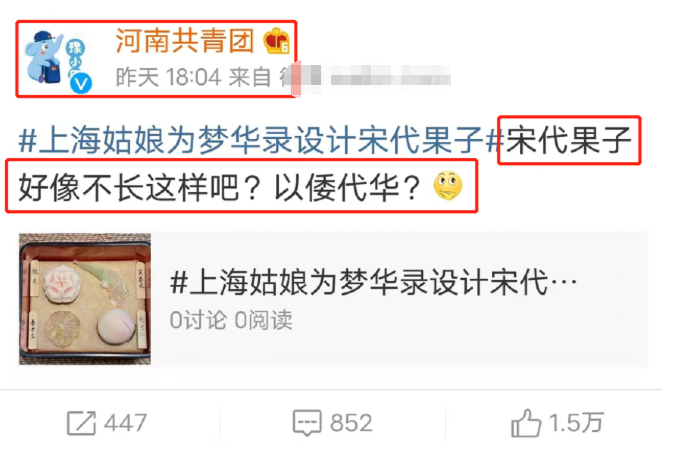 河南共青团
昨天 18:04 来自
#上海姑娘为梦华录设计宋代果子#宋代果子
好像不长这样吧？以倭代华？
#上海姑娘为梦华录设计宋代…
0讨论 0阅读
447
852
1.5万